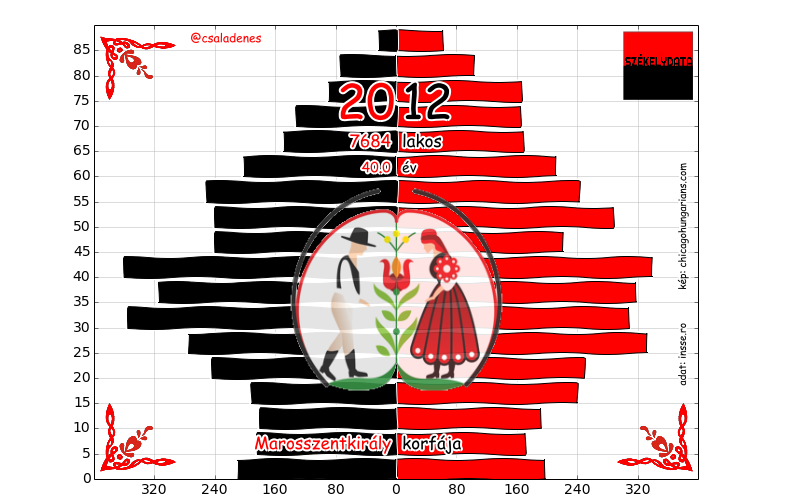 @csaladenes
SZÉKELYDATA
2012
7684 lakos
40.0 év
kép: chicagohungarians.com
adat: insse.ro
Marosszentkirály korfája
85
80
75
70
65
60
55
50
45
40
35
30
25
20
15
10
5
0
320 240 160 80 0 80 160 240 320